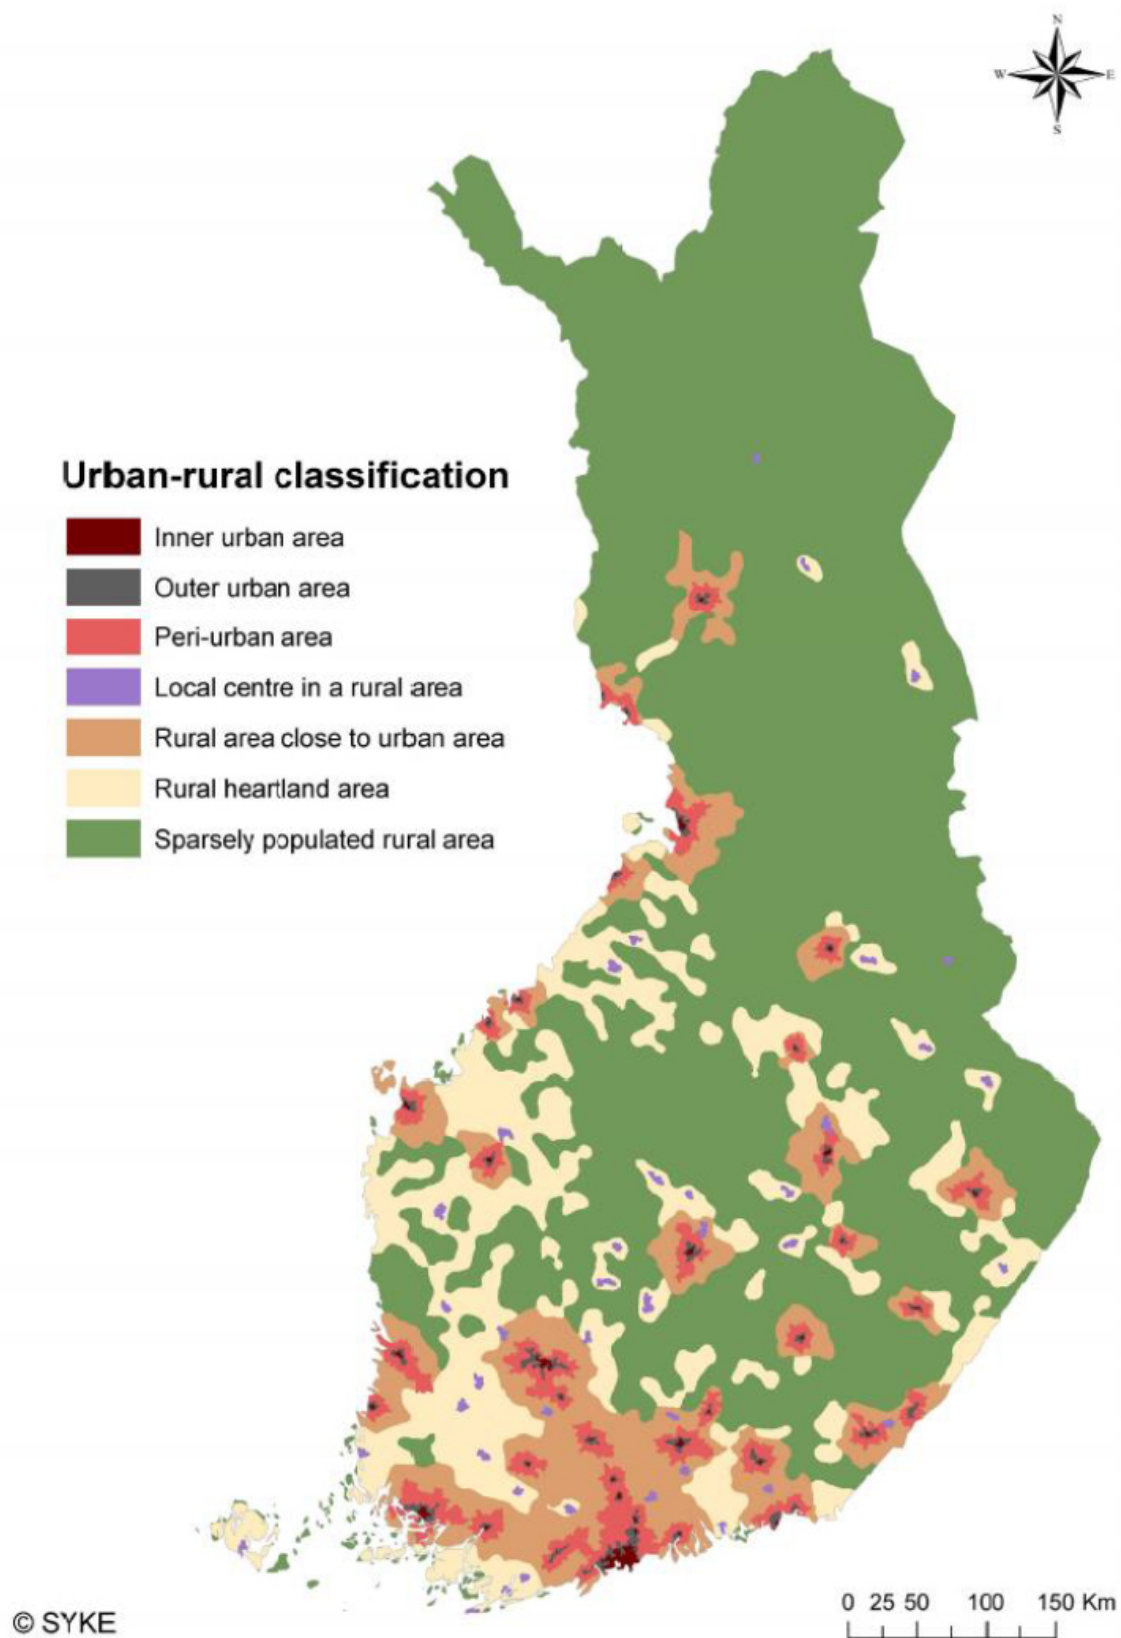 N
W E
S
Urban-rural classification
Inner urban area
Outer urban area
Peri-urban area
Local centre in a rural area
Rural area close to urban area
Rural heartland area
Sparsely populated rural area
0 25 50 100 150 Km
© SYKE